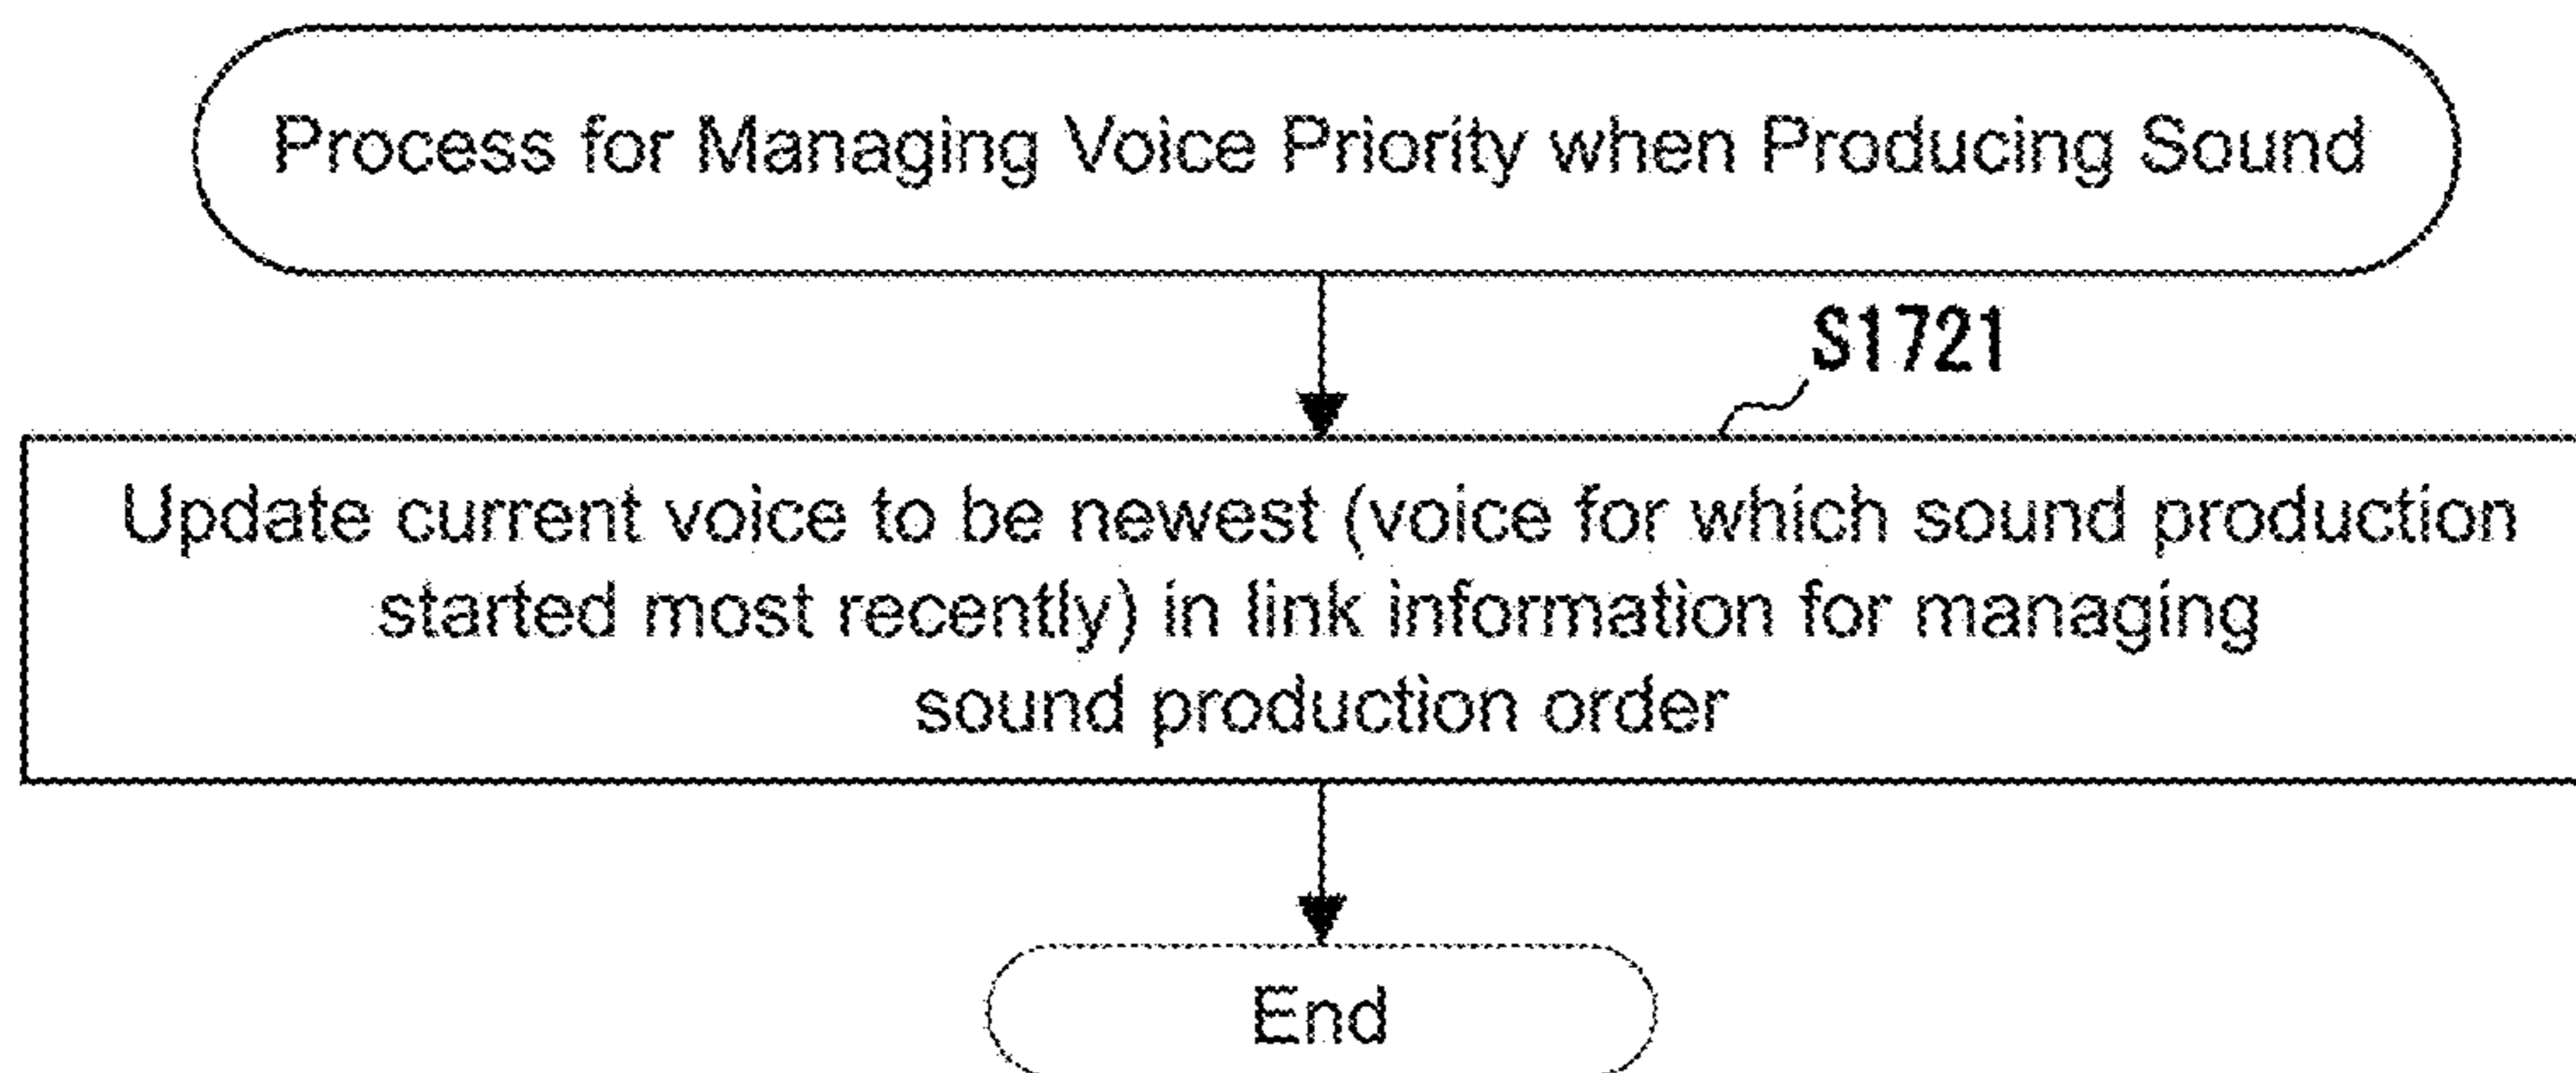 Process for Managing Voice Priority when Producing Sound
S1721
Update current voice to be newest (voice for which sound production
started most recently) in link information for managing
sound production order
End